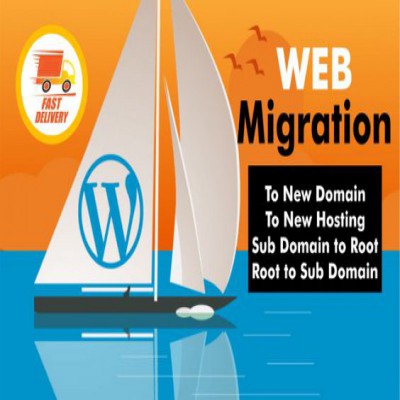 FAST
DELIVERY
WEB
Migration
To New Domain
To New Hosting
Sub Domain to Root
Root to Sub Domain
W